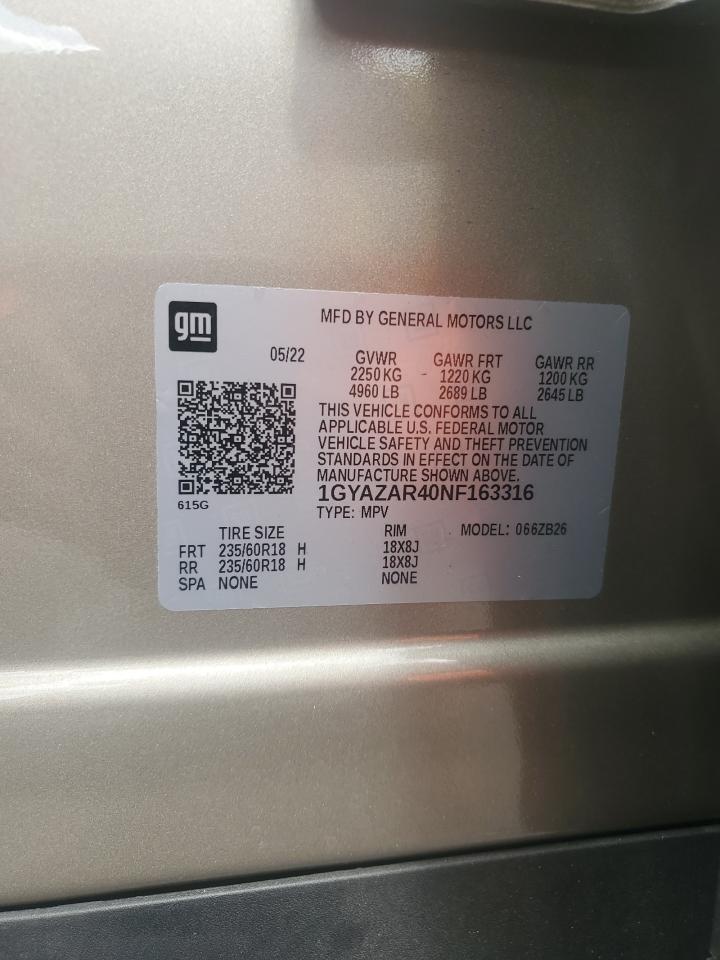 gm
MFD BY GENERAL MOTORS LLC
05/22 GVWR GAWR FRT GAWR RR
2250 KG - 1220 KG 1200 KG
4960 LB 2689 LB 2645 LB
THIS VEHICLE CONFORMS TO ALL
APPLICABLE U.S. FEDERAL MOTOR
VEHICLE SAFETY AND THEFT PREVENTION
STANDARDS IN EFFECT ON THE DATE OF
MANUFACTURE SHOWN ABOVE.
1GYAZAR40NF163316
615G
TYPE: MPV
TIRE SIZE RIM MODEL: 066ZB26
FRT 235/60R18 H 18X8J
RR 235/60R18 H 18X8J
SPA NONE NONE